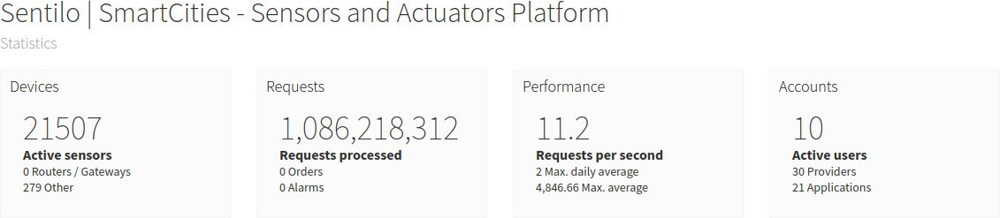 Sentilo | SmartCities - Sensors and Actuators Platform
Statistics
Devices
21507
Active sensors
0 Routers / Gateways
279 Other
Requests
1,086,218,312
Requests processed
0 Orders
0 Alarms
Performance
11.2
Requests per second
2 Max. daily average
4,846.66 Max. average
Accounts
10
Active users
30 Providers
21 Applications